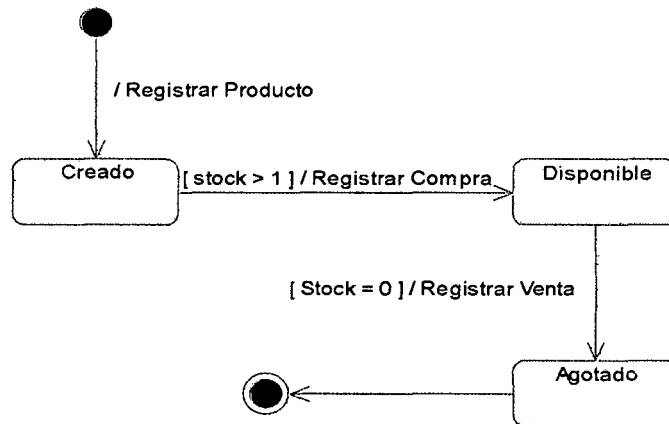 / Registrar Producto
Creado
[ stock > 1 ] / Registrar Compra
Disponible
[ Stock = 0 ] / Registrar Venta
Agotado